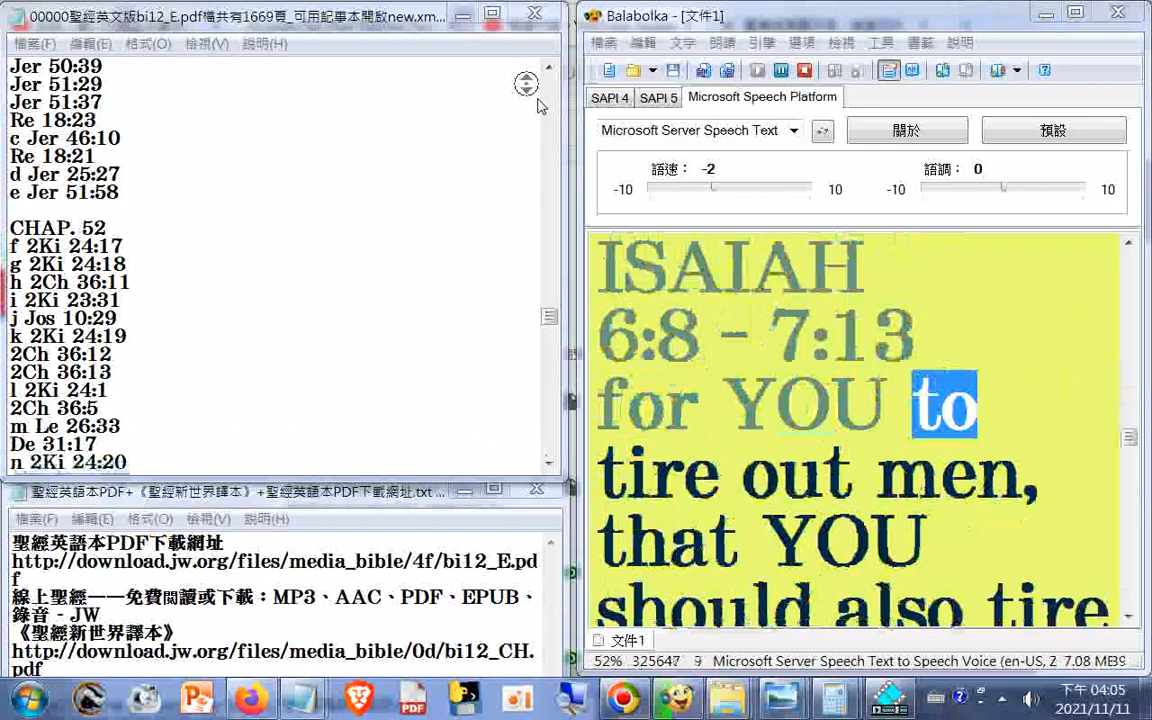 00000聖經英文版bi12_E.pdf檔共有1669頁_可用記事本開啟new.xm...
檔案(F) 編輯(E) 格式(O) 檢視(V) 說明(H)
Jer 50:39
Jer 51:29
Jer 51:37
Re 18:23
c Jer 46:10
Re 18:21
d Jer 25:27
e Jer 51:58
CHAP. 52
f 2Ki 24:17
g 2Ki 24:18
h 2Ch 36:11
i 2Ki 23:31
j Jos 10:29
k 2Ki 24:19
2Ch 36:12
2Ch 36:13
l 2Ki 24:1
2Ch 36:5
m Le 26:33
De 31:17
n 2Ki 24:20
聖經英語本PDF+《聖經新世界譯本》+聖經英語本PDF下載網址.txt ...
檔案(F) 編輯(E) 格式(O) 檢視(V) 說明(H)
聖經英語本PDF下載網址
http://download.jw.org/files/media_bible/4f/bi12_E.pd
f
線上聖經——免費閱讀或下載：MP3、AAC、PDF、EPUB、
錄音 - JW
《聖經新世界譯本》
http://download.jw.org/files/media_bible/0d/bi12_CH.
pdf
Balabolka - [文件1]
檔案 編輯 文字 朗讀 引擎 選項 檢視 工具 書籤 說明
SAPI 4 SAPI 5 Microsoft Speech Platform
Microsoft Server Speech Text 關於 預設
語速： -2 語調： 0
-10 10 -10 10
ISAIAH
6:8 – 7:13
for YOU to
tire out men,
that YOU
should also tire
文件1
52% 325647 Microsoft Server Speech Text to Speech Voice (en-US, Z 7.08 MB
下午 04:05
2021/11/11